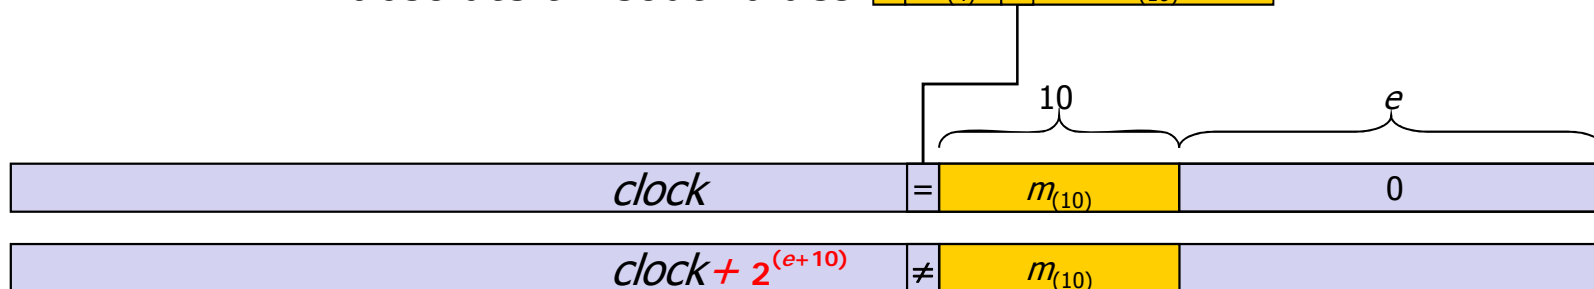 10 e
clock = m(10) 0
clock + 2(e+10) ≠ m(10)